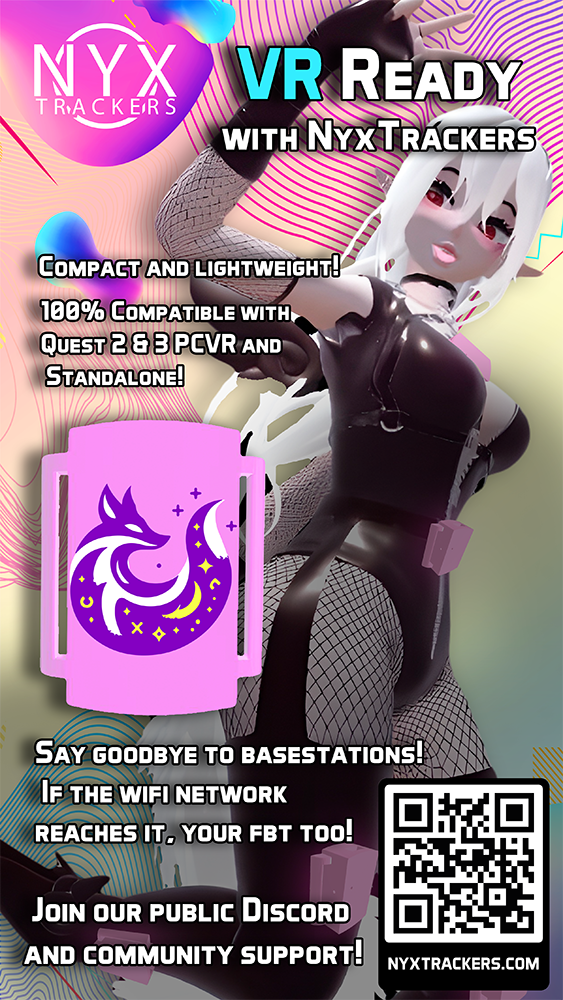 NYX
TRACKERS
VR READY
WITH NYXTRACKERS
COMPACT AND LIGHTWEIGHT!
100% COMPATIBLE WITH
QUEST 2 & 3 PCVR AND
STANDALONE!
SAY GOODBYE TO BASESTATIONS!
IF THE WIFI NETWORK
REACHES IT, YOUR FBT TOO!
JOIN OUR PUBLIC DISCORD
AND COMMUNITY SUPPORT!
NYXTRACKERS.COM